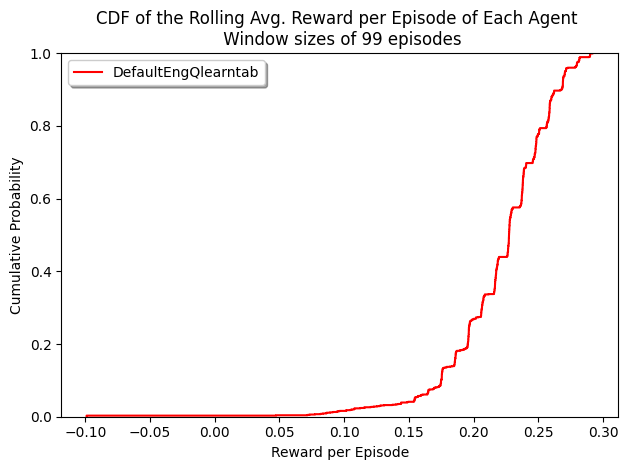 CDF of the Rolling Avg. Reward per Episode of Each Agent
Window sizes of 99 episodes
DefaultEngQlearntab
Cumulative Probability
1.0
0.8
0.6
0.4
0.2
0.0
−0.10 −0.05 0.00 0.05 0.10 0.15 0.20 0.25 0.30
Reward per Episode